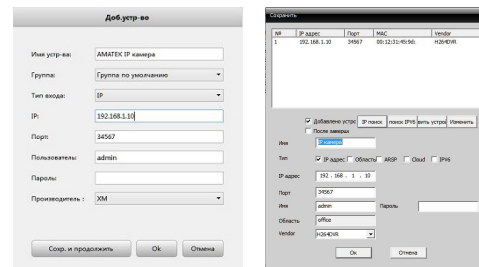 Доб.устр-во
Имя устр-ва:
AMATEK IP камера
Группа:
Группа по умолчанию
Тип входа:
IP
IP:
192.168.1.10
Порт:
34567
Пользователь:
admin
Пароль:
Производитель :
XM
Сохр. и продолжить
Ok
Отмена
Сохранить
№ IP адрес Порт MAC Vendor
1 192.168.1.10 34567 00:12:31:45:9d: H264DVR
Добавлено устрс IP поиск поиск IPV6 вить устрой Изменить
После заверш
Имя IP камера
Тип IP адрес Область ARSP Cloud IPV6
IP адрес 192 . 168 . 1 . 10
Порт 34567
Имя admin Пароль
Область office
Vendor H264DVR
Ок Отмена